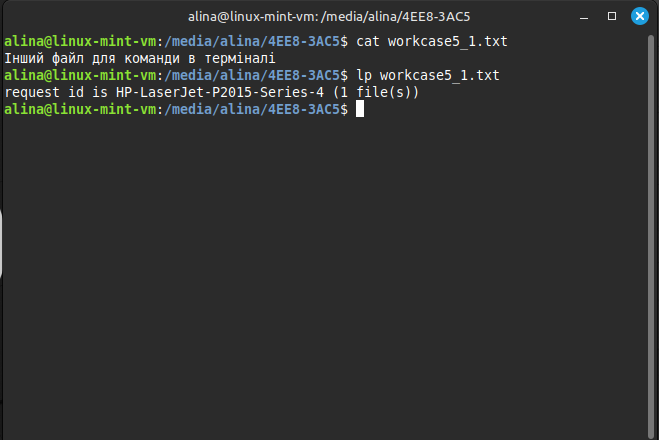 alina@linux-mint-vm: /media/alina/4EE8-3AC5
alina@linux-mint-vm:/media/alina/4EE8-3AC5$ cat workcase5_1.txt
Інший файл для команди в терміналі
alina@linux-mint-vm:/media/alina/4EE8-3AC5$ lp workcase5_1.txt
request id is HP-LaserJet-P2015-Series-4 (1 file(s))
alina@linux-mint-vm:/media/alina/4EE8-3AC5$